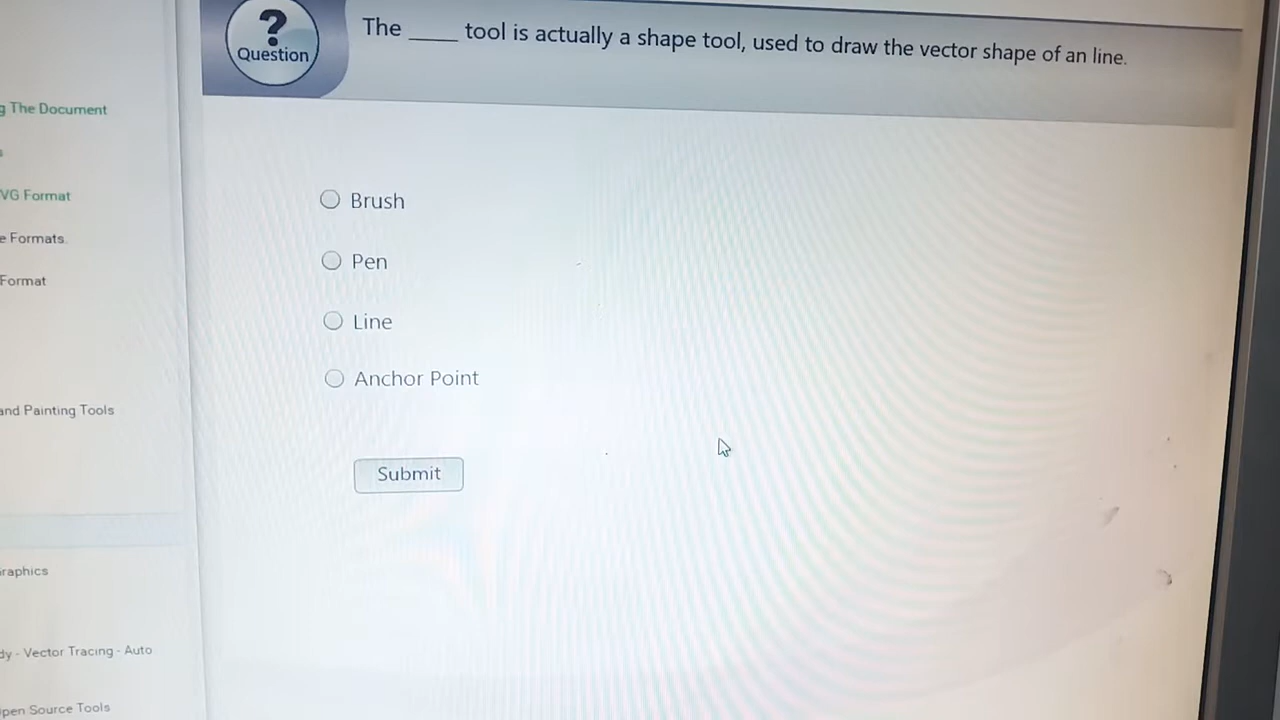 ?
Question
The ____ tool is actually a shape tool, used to draw the vector shape of an line.
g The Document
s
VG Format
e Formats.
Format
and Painting Tools
raphics
dy - Vector Tracing - Auto
pen Source Tools
Brush
Pen
Line
Anchor Point
Submit